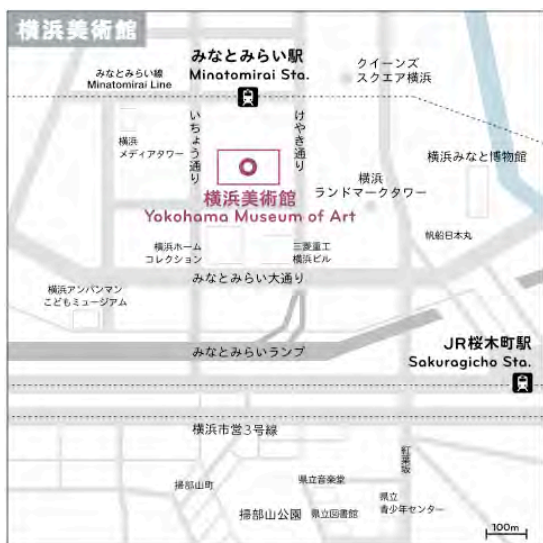 横浜美術館
みなとみらい駅
Minatomirai Sta.
みなとみらい線
Minatomirai Line
クイーンズ
スクエア横浜
いちょう通り
けやき通り
横浜
メディアタワー
横浜みなと博物館
横浜
ランドマークタワー
横浜美術館
Yokohama Museum of Art
帆船日本丸
横浜ホーム
コレクション
三菱重工
横浜ビル
みなとみらい大通り
横浜アンパンマン
こどもミュージアム
みなとみらいランプ
JR桜木町駅
Sakuragicho Sta.
横浜市営3号線
紅葉坂
掃部山町
県立音楽堂
県立
青少年センター
掃部山公園
県立図書館
100m